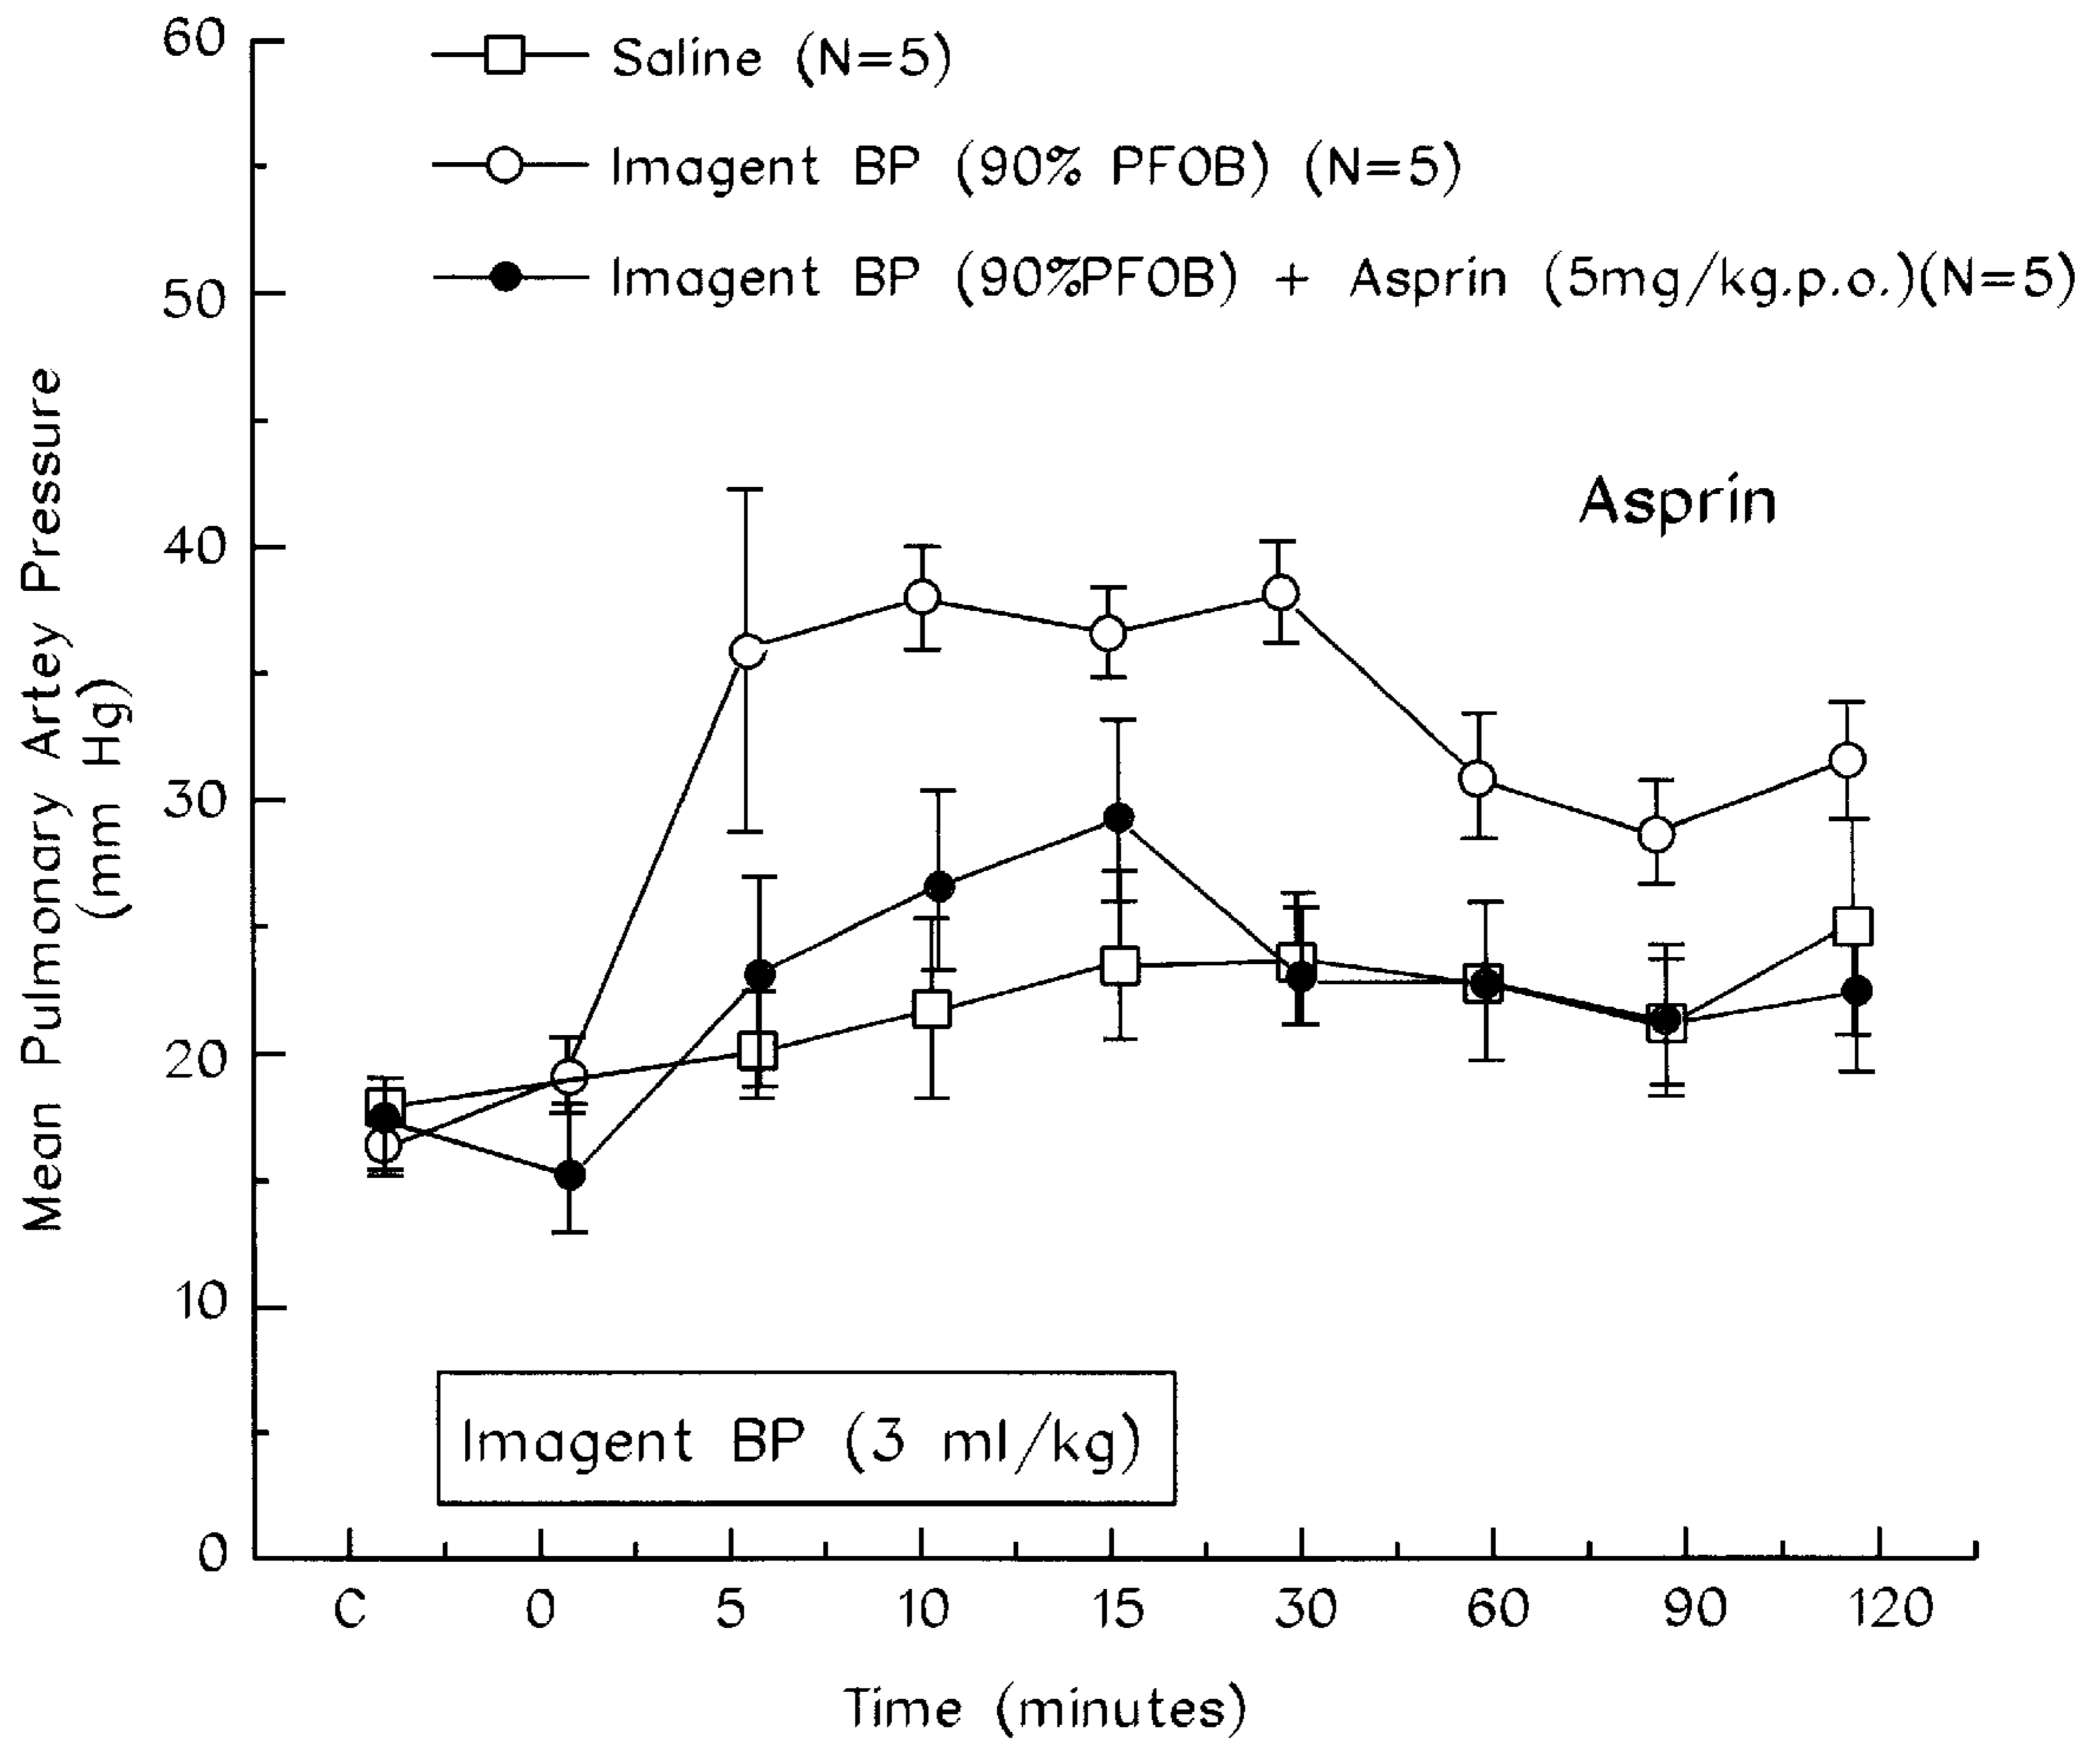 60
Saline (N=5)
Imagent BP (90% PFOB) (N=5)
Imagent BP (90%PFOB) + Asprin (5mg/kg.p.o.)(N=5)
50
40
30
20
10
0
Mean Pulmonary Artey Pressure
(mm Hg)
Asprin
Imagent BP (3 ml/kg)
C 0 5 10 15 30 60 90 120
Time (minutes)